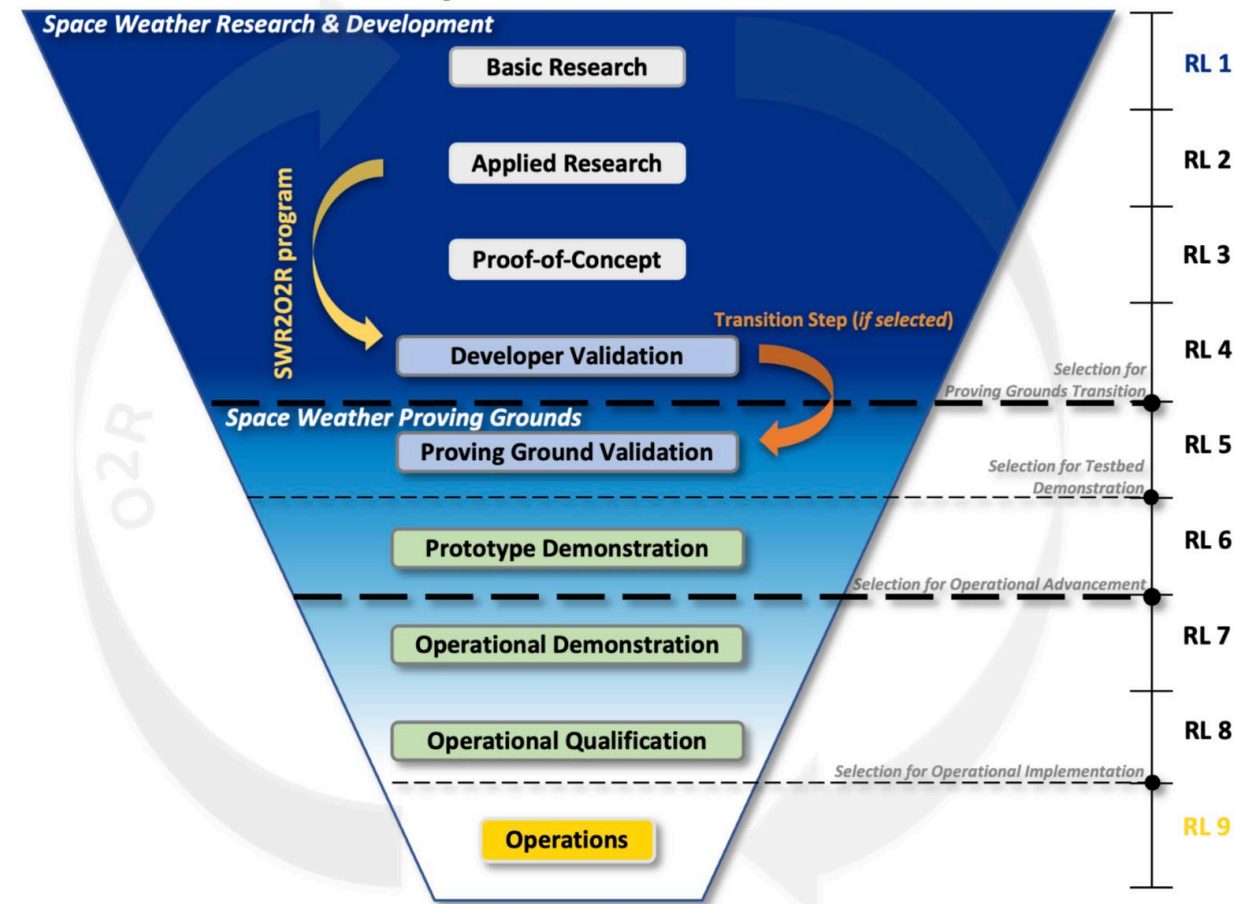 Space Weather Research & Development
Basic Research
RL 1
Applied Research
RL 2
SWR2O2R program
Proof-of-Concept
RL 3
Transition Step (if selected)
Developer Validation
RL 4
Selection for
Proving Grounds Transition
Space Weather Proving Grounds
Proving Ground Validation
RL 5
O2R
Selection for Testbed
Demonstration
Prototype Demonstration
RL 6
Selection for Operational Advancement
Operational Demonstration
RL 7
Operational Qualification
RL 8
Selection for Operational Implementation
Operations
RL 9